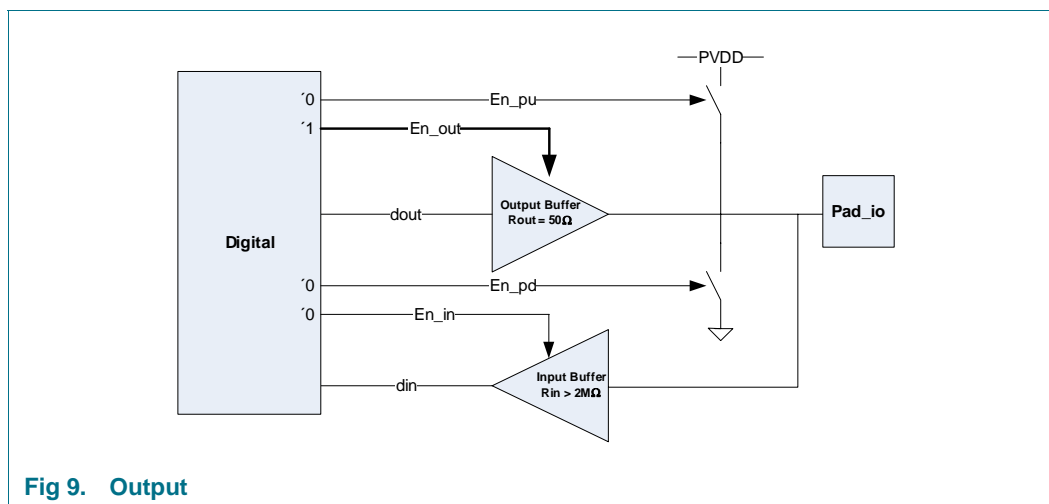 PVDD
´0
En_pu
´1
En_out
Output Buffer
Rout = 50Ω
dout
Pad_io
Digital
´0
En_pd
´0
En_in
Input Buffer
Rin > 2MΩ
din
Fig 9. Output